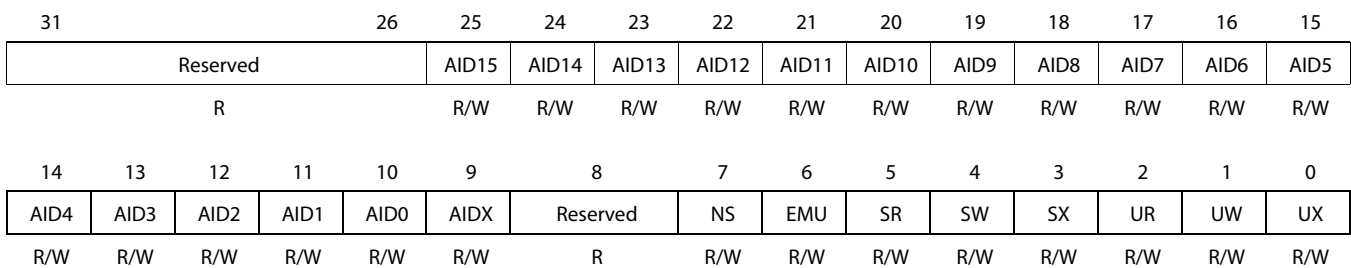 31 26 25 24 23 22 21 20 19 18 17 16 15
Reserved AID15 AID14 AID13 AID12 AID11 AID10 AID9 AID8 AID7 AID6 AID5
R R/W R/W R/W R/W R/W R/W R/W R/W R/W R/W R/W
14 13 12 11 10 9 8 7 6 5 4 3 2 1 0
AID4 AID3 AID2 AID1 AID0 AIDX Reserved NS EMU SR SW SX UR UW UX
R/W R/W R/W R/W R/W R/W R R/W R/W R/W R/W R/W R/W R/W R/W